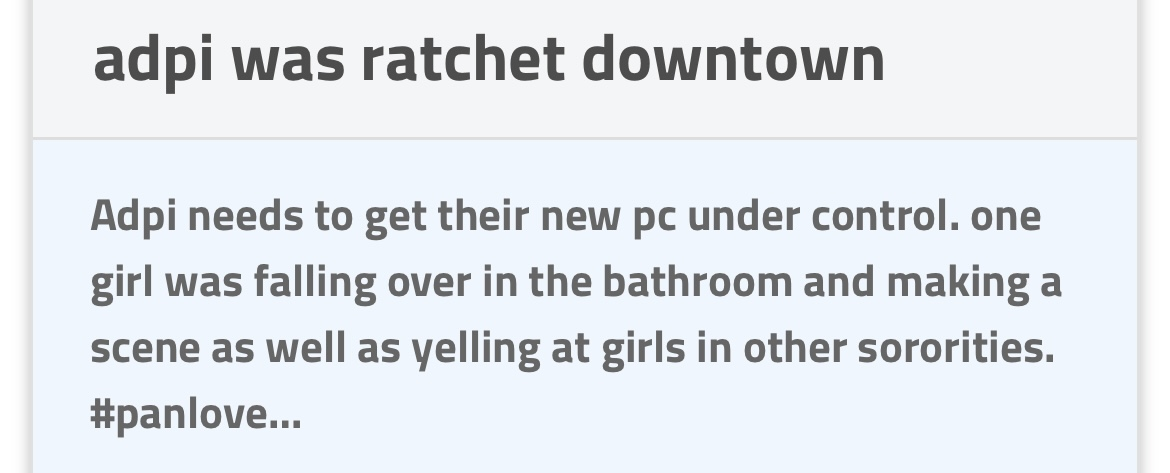 adpi was ratchet downtown
Adpi needs to get their new pc under control. one
girl was falling over in the bathroom and making a
scene as well as yelling at girls in other sororities.
#panlove...